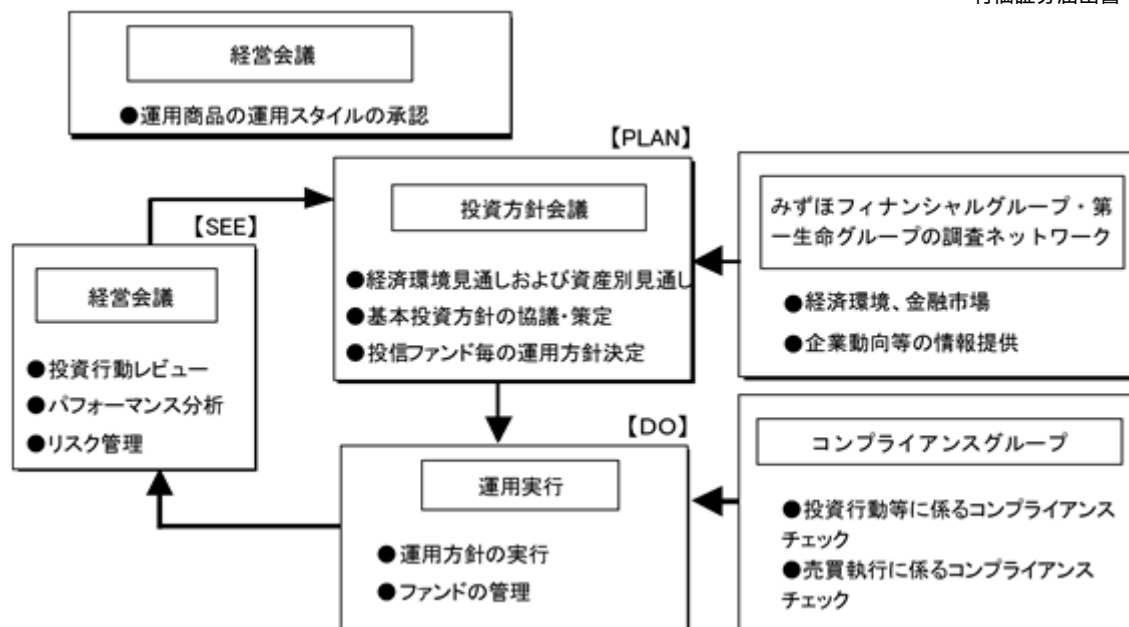 経営会議
●運用商品の運用スタイルの承認
【PLAN】
投資方針会議
●経済環境見通しおよび資産別見通し
●基本投資方針の協議・策定
●投信ファンド毎の運用方針決定
みずほフィナンシャルグループ・第
一生命グループの調査ネットワーク
●経済環境、金融市場
●企業動向等の情報提供
【SEE】
経営会議
●投資行動レビュー
●パフォーマンス分析
●リスク管理
【DO】
運用実行
●運用方針の実行
●ファンドの管理
コンプライアンスグループ
●投資行動等に係るコンプライアンス
チェック
●売買執行に係るコンプライアンス
チェック